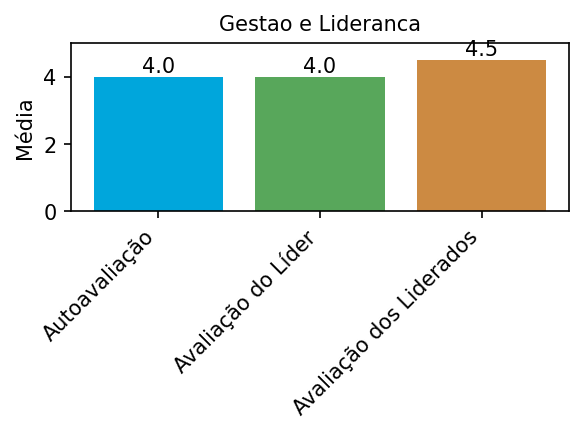 Gestao e Lideranca
4.0
4.0
4.5
Média
4
2
0
Autoavaliação
Avaliação do Líder
Avaliação dos Liderados